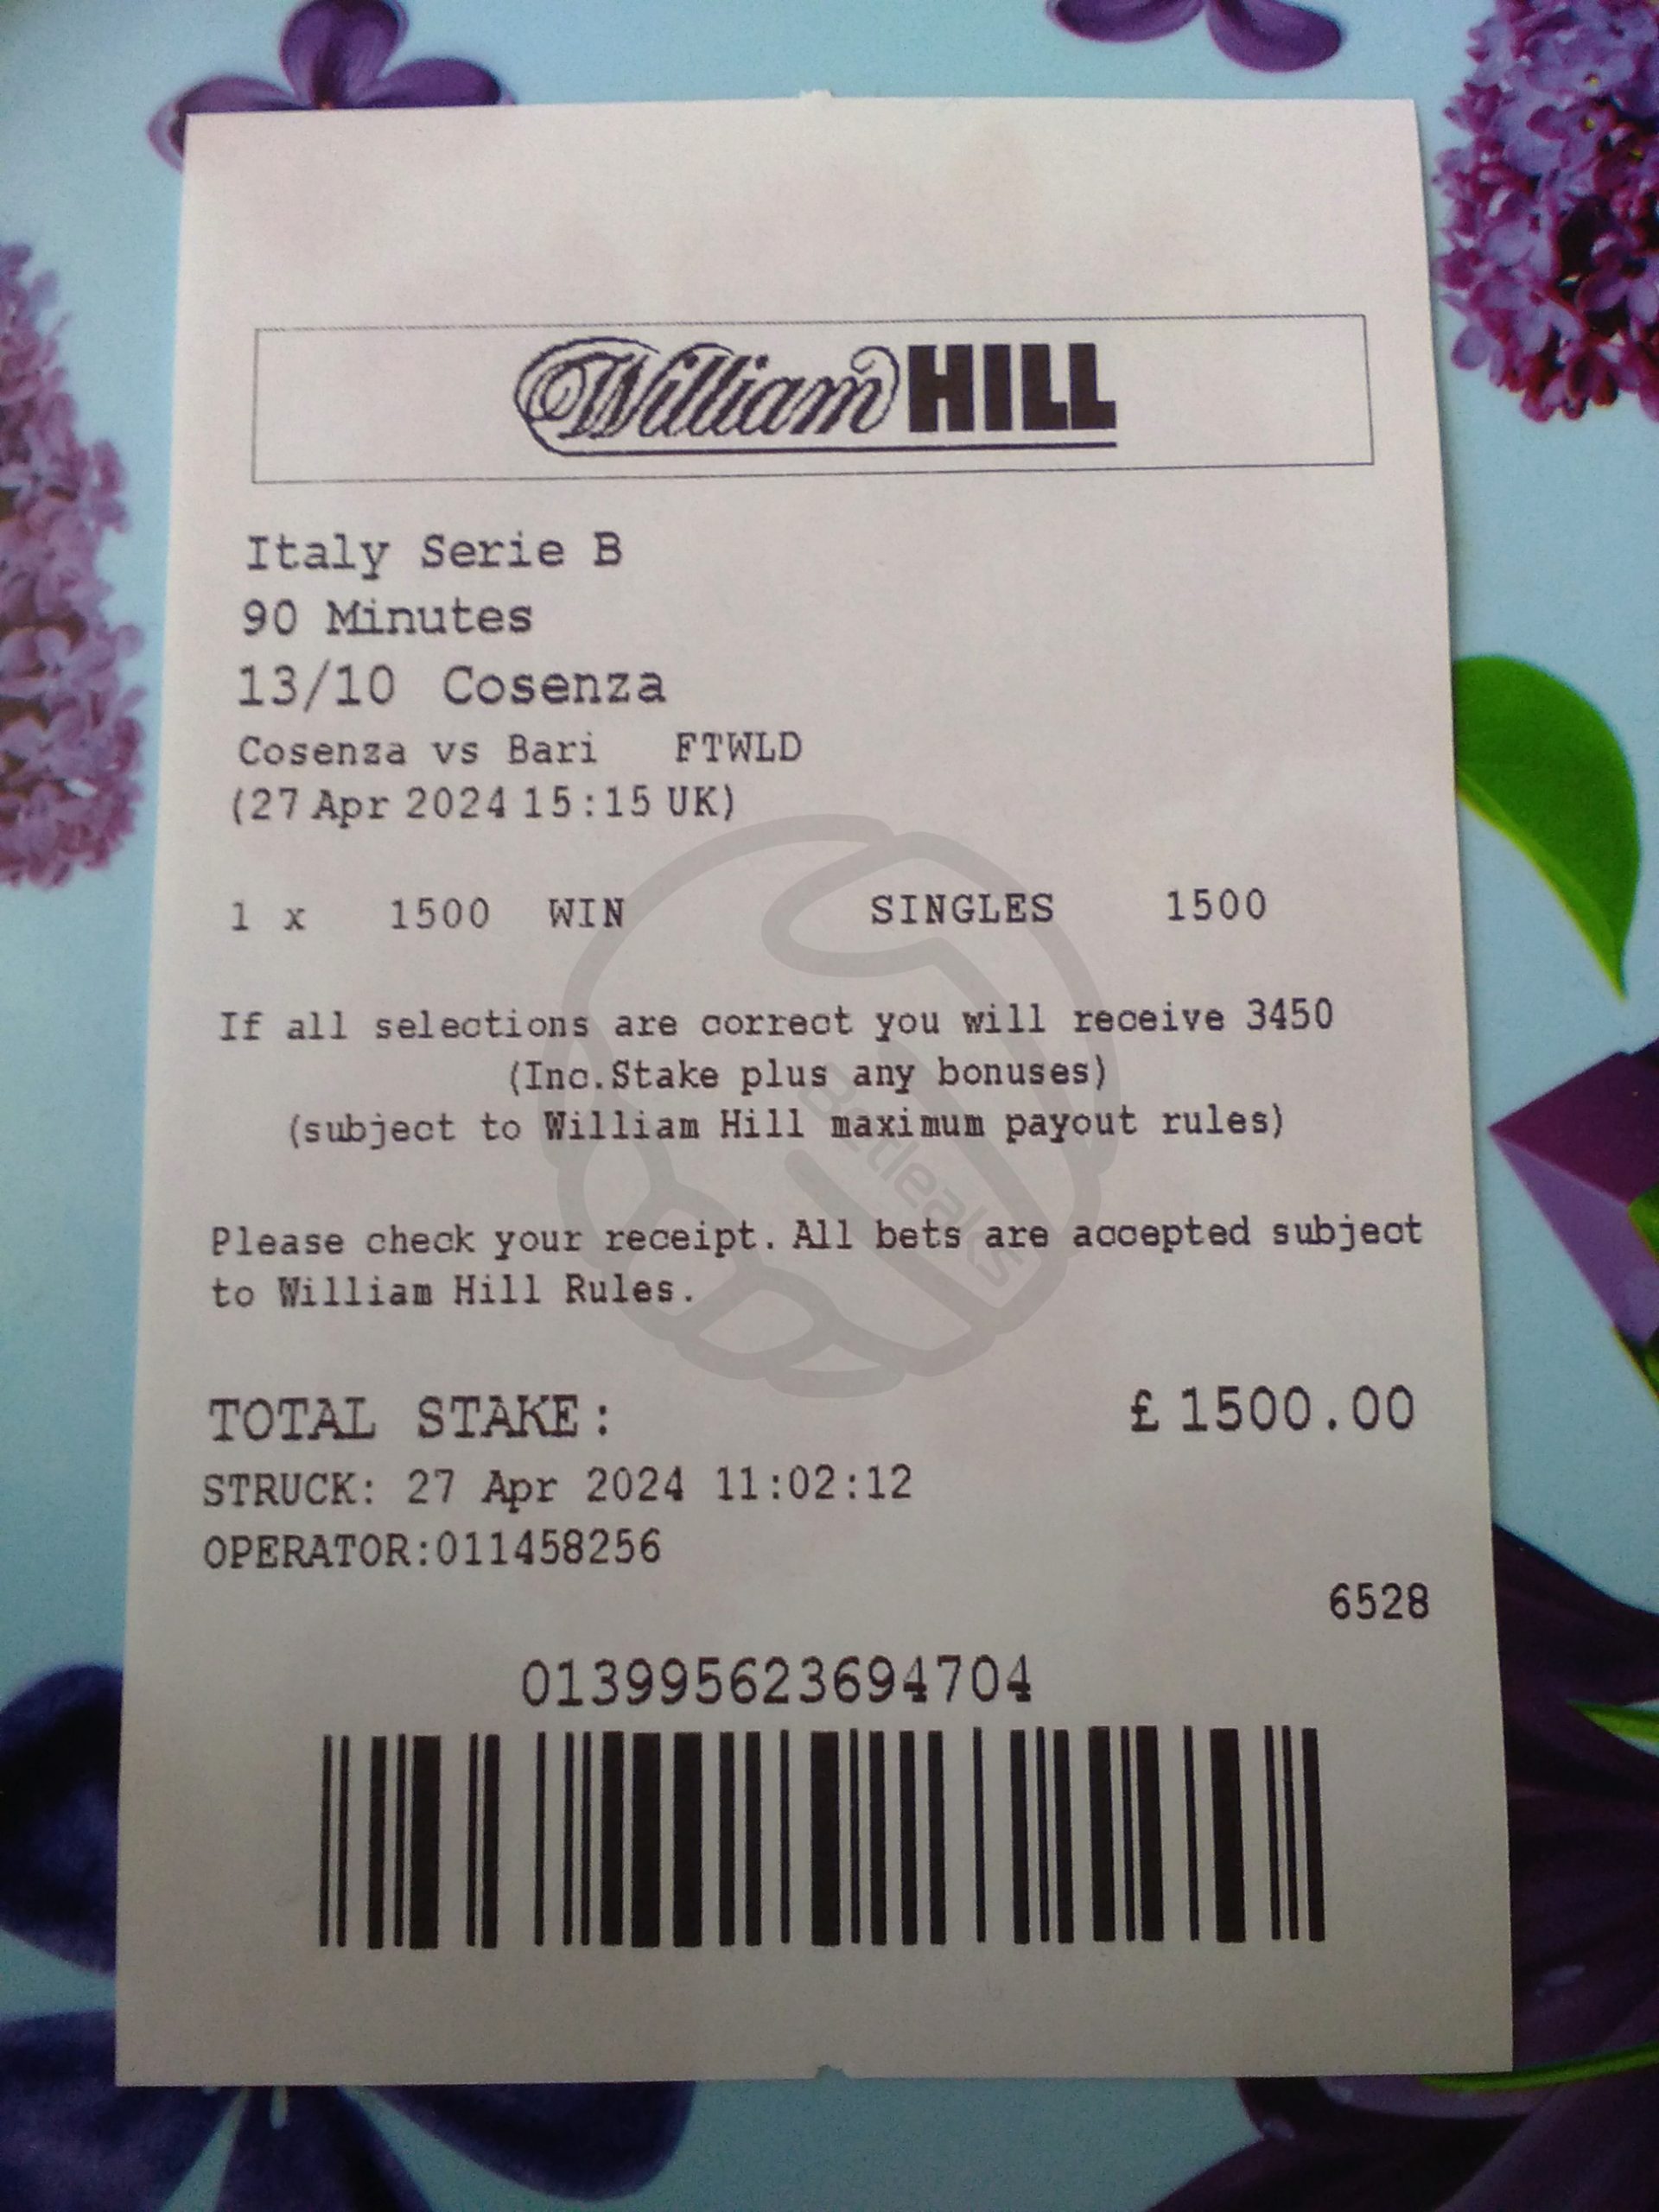 William HILL
Italy Serie B
90 Minutes
13/10 Cosenza
Cosenza vs Bari FTWLD
(27 Apr 2024 15:15 UK)
1 x 1500 WIN SINGLES 1500
If all selections are correct you will receive 3450
(Inc.Stake plus any bonuses)
(subject to William Hill maximum payout rules)
Betleaks
Please check your receipt. All bets are accepted subject
to William Hill Rules.
TOTAL STAKE: £ 1500.00
STRUCK: 27 Apr 2024 11:02:12
OPERATOR:011458256
6528
013995623694704